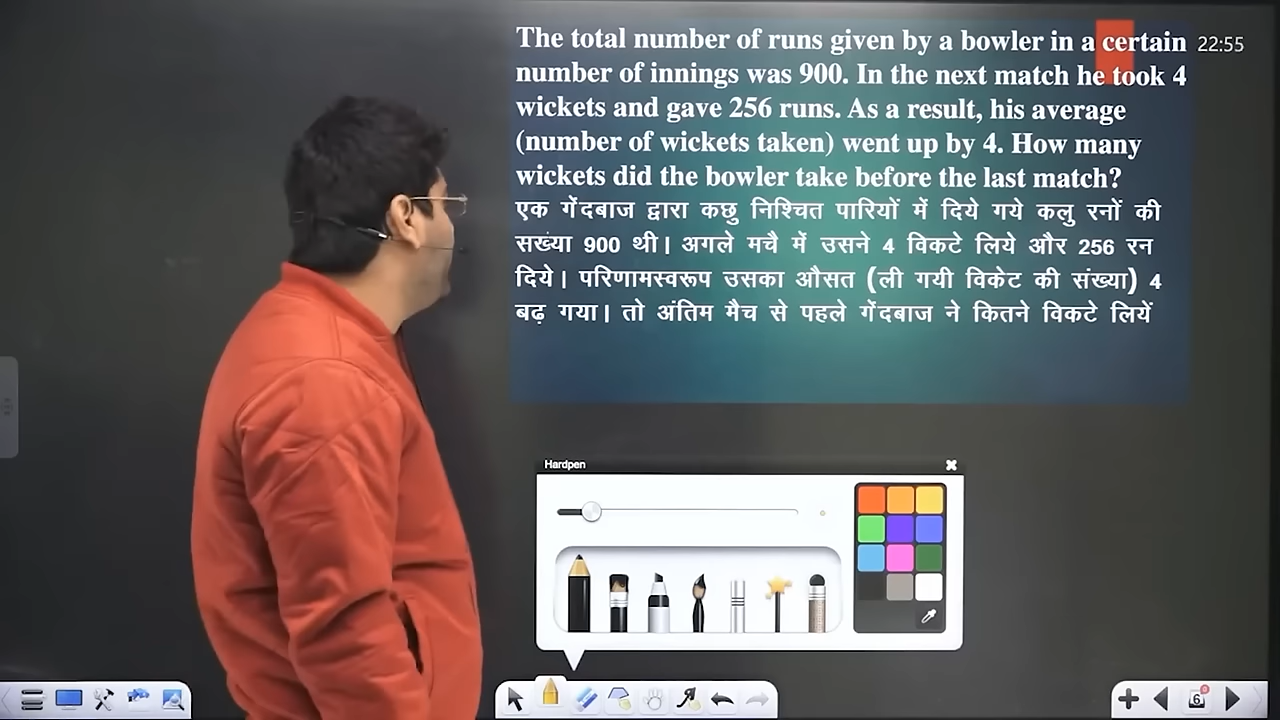 The total number of runs given by a bowler in a certain
22:55
number of innings was 900. In the next match he took 4
wickets and gave 256 runs. As a result, his average
(number of wickets taken) went up by 4. How many
wickets did the bowler take before the last match?
एक गेंदबाज द्वारा कछु निश्चित पारियों में दिये गये कलु रनों की
सख्ंया 900 थी। अगले मचै में उसने 4 विकटे लिये और 256 रन
दिये। परिणामस्वरूप उसका औसत (ली गयी विकेट की संख्या) 4
बढ़ गया। तो अंतिम मैच से पहले गेंदबाज ने कितने विकटे लियें
Hardpen
6